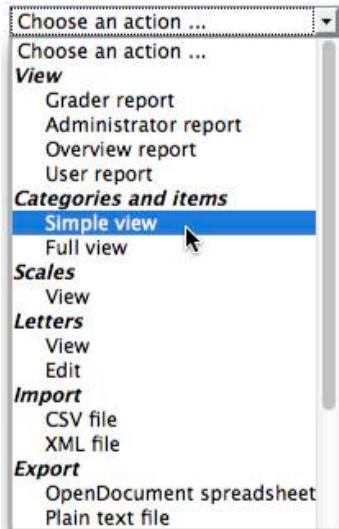 Choose an action ...
Choose an action ...
View
Grader report
Administrator report
Overview report
User report
Categories and items
Simple view
Full view
Scales
View
Letters
View
Edit
Import
CSV file
XML file
Export
OpenDocument spreadsheet
Plain text file